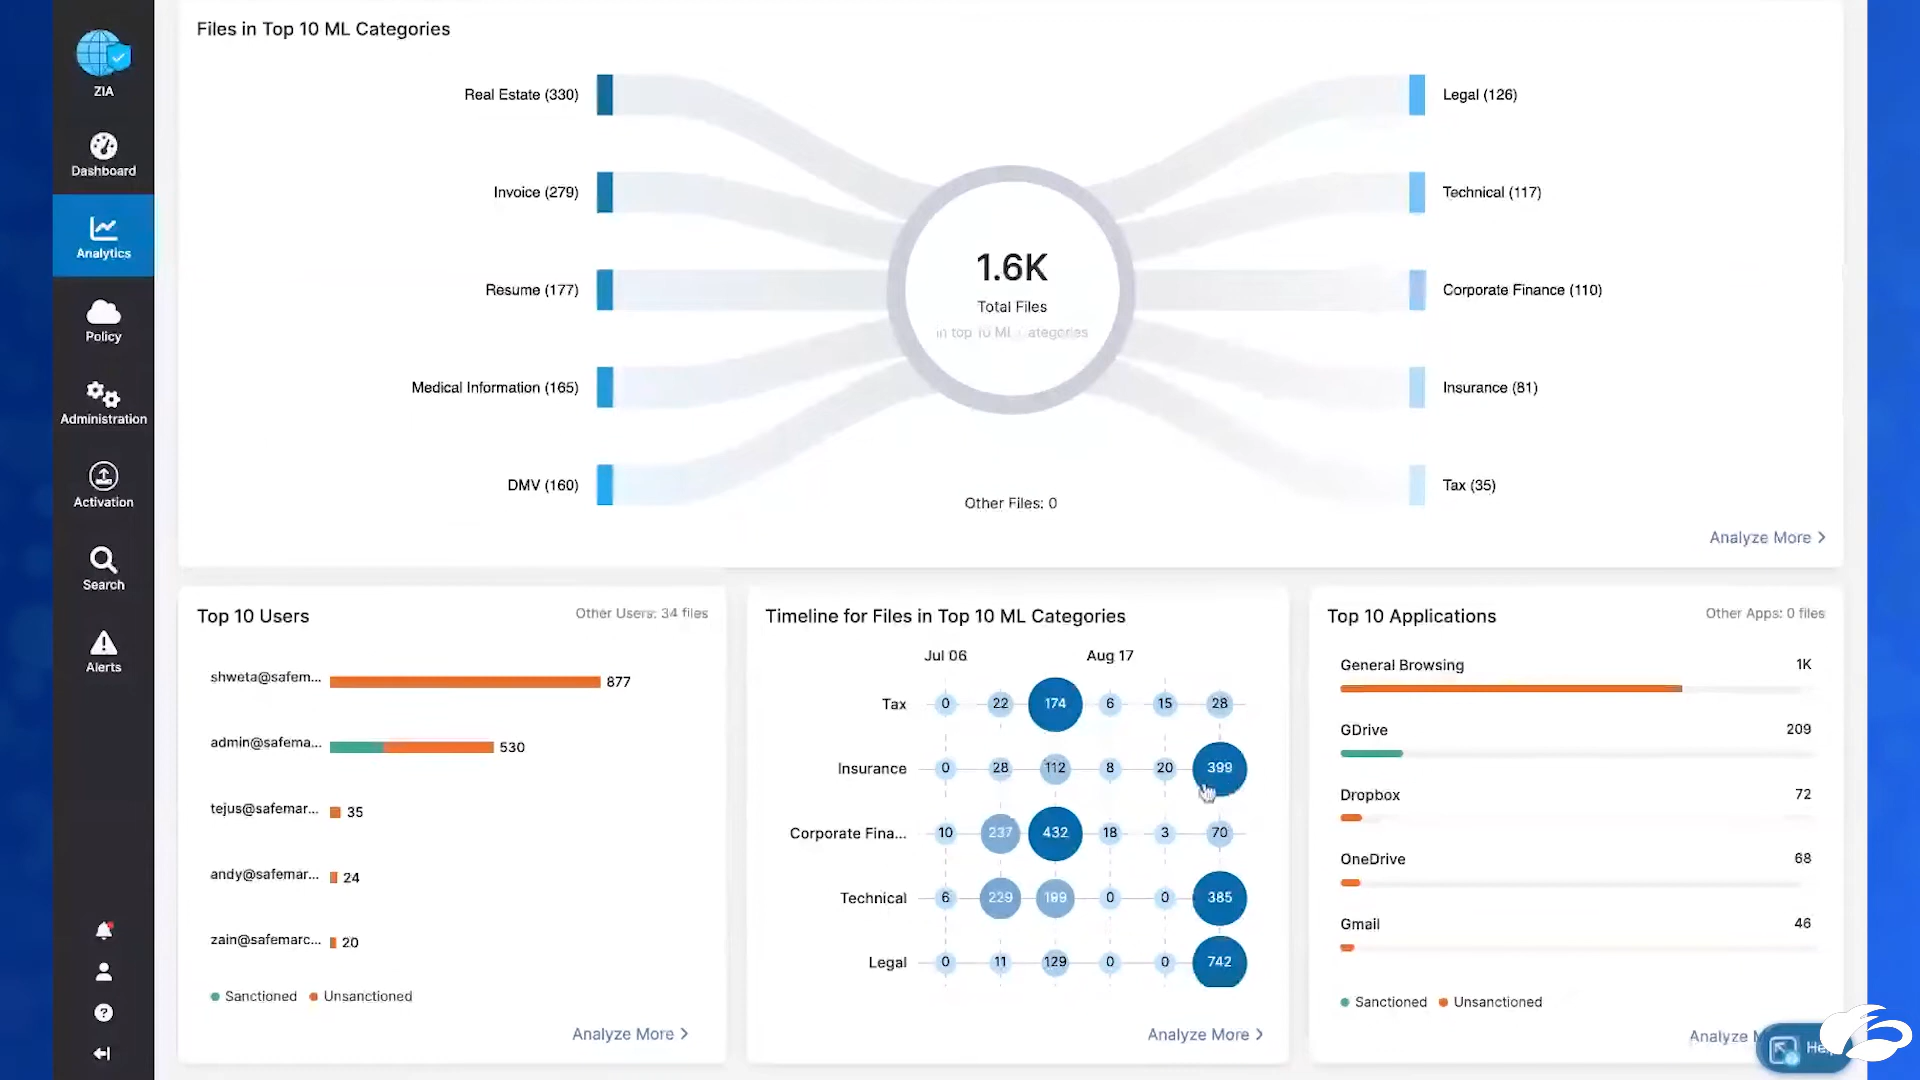 ZIA
Dashboard
Analytics
Policy
Administration
Activation
Search
Alerts
Files in Top 10 ML Categories
Real Estate (330)
Invoice (279)
Resume (177)
Medical Information (165)
DMV (160)
1.6K
Total Files
in top 10 ML Categories
Other Files: 0
Legal (126)
Technical (117)
Corporate Finance (110)
Insurance (81)
Tax (35)
Analyze More
Top 10 Users
Other Users: 34 files
shweta@safem... 877
admin@safema... 530
tejus@safemar... 35
andy@safemar... 24
zain@safemarc... 20
Sanctioned Unsanctioned
Analyze More
Timeline for Files in Top 10 ML Categories
Jul 06 Aug 17
Tax 0 22 174 6 15 28
Insurance 0 28 112 8 20 399
Corporate Fina... 10 237 432 18 3 70
Technical 6 229 199 0 0 385
Legal 0 11 129 0 0 742
Analyze More
Top 10 Applications
Other Apps: 0 files
General Browsing 1K
GDrive 209
Dropbox 72
OneDrive 68
Gmail 46
Sanctioned Unsanctioned
Analyze